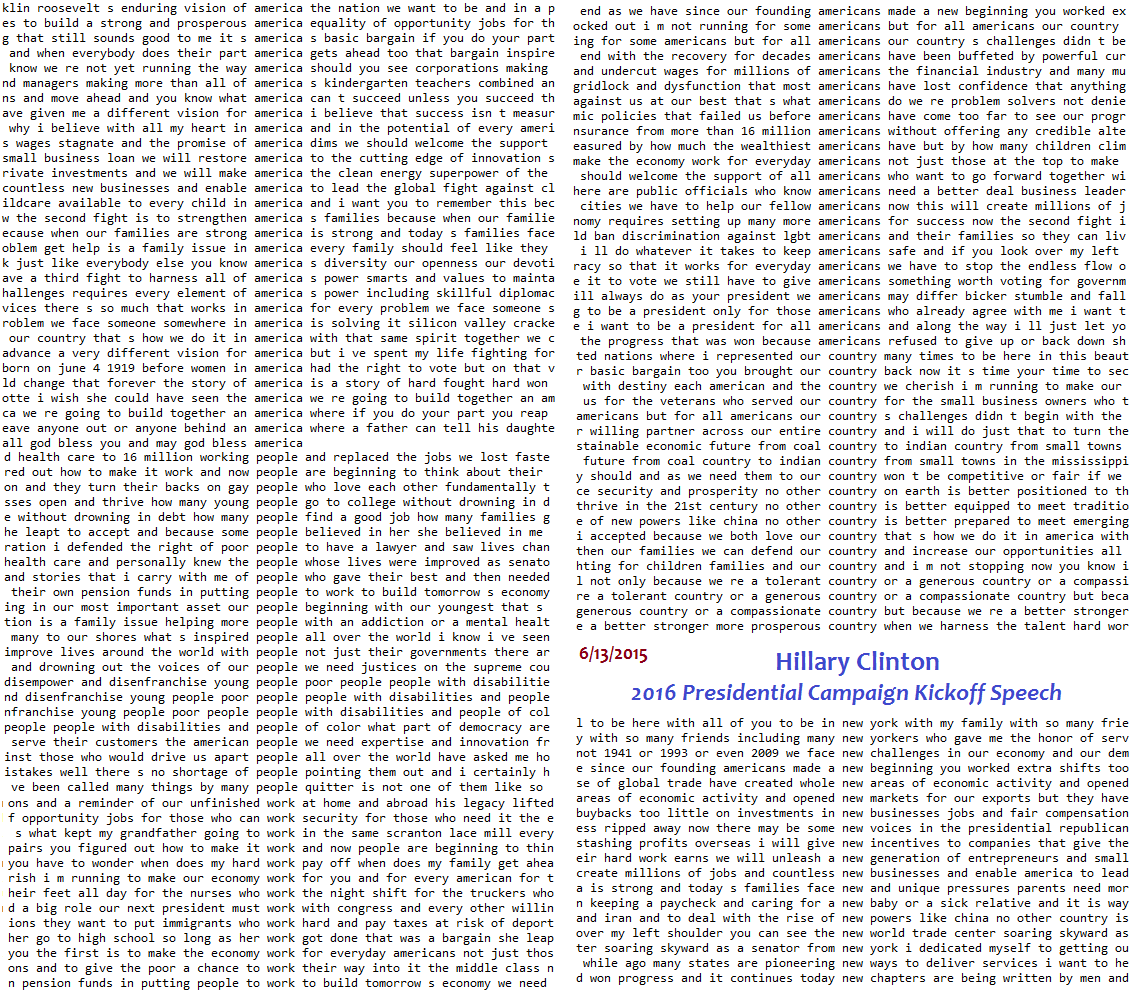 klin roosevelt s enduring vision of america the nation we want to be and in a p
es to build a strong and prosperous america equality of opportunity jobs for th
g that still sounds good to me it s america s basic bargain if you do your part
and when everybody does their part america gets ahead too that bargain inspire
know we re not yet running the way america should you see corporations making
nd managers making more than all of america s kindergarten teachers combined an
ns and move ahead and you know what america can t succeed unless you succeed th
ave given me a different vision for america i believe that success isn t measur
why i believe with all my heart in america and in the potential of every ameri
s wages stagnate and the promise of america dims we should welcome the support
small business loan we will restore america to the cutting edge of innovation s
rivate investments and we will make america the clean energy superpower of the
countless new businesses and enable america to lead the global fight against cl
ildcare available to every child in america and i want you to remember this bec
w the second fight is to strengthen america s families because when our familie
ecause when our families are strong america is strong and today s families face
oblem get help is a family issue in america every family should feel like they
k just like everybody else you know america s diversity our openness our devoti
ave a third fight to harness all of america s power smarts and values to mainta
hallenges requires every element of america s power including skillful diplomac
vices there s so much that works in america for every problem we face someone s
roblem we face someone somewhere in america is solving it silicon valley cracke
our country that s how we do it in america with that same spirit together we c
advance a very different vision for america but i ve spent my life fighting for
born on june 4 1919 before women in america had the right to vote but on that v
ld change that forever the story of america is a story of hard fought hard won
otte i wish she could have seen the america we re going to build together an am
ca we re going to build together an america where if you do your part you reap
eave anyone out or anyone behind an america where a father can tell his daughte
all god bless you and may god bless america
d health care to 16 million working people and replaced the jobs we lost faste
red out how to make it work and now people are beginning to think about their
on and they turn their backs on gay people who love each other fundamentally t
sses open and thrive how many young people go to college without drowning in d
e without drowning in debt how many people find a good job how many families g
he leapt to accept and because some people believed in her she believed in me
ration i defended the right of poor people to have a lawyer and saw lives chan
health care and personally knew the people whose lives were improved as senato
and stories that i carry with me of people who gave their best and then needed
their own pension funds in putting people to work to build tomorrow s economy
ing in our most important asset our people beginning with our youngest that s
tion is a family issue helping more people with an addiction or a mental healt
many to our shores what s inspired people all over the world i know i ve seen
improve lives around the world with people not just their governments there ar
and drowning out the voices of our people we need justices on the supreme cou
disempower and disenfranchise young people poor people people with disabilitie
nd disenfranchise young people poor people people with disabilities and people
nfranchise young people poor people people with disabilities and people of col
people people with disabilities and people of color what part of democracy are
serve their customers the american people we need expertise and innovation fr
inst those who would drive us apart people all over the world have asked me ho
istakes well there s no shortage of people pointing them out and i certainly h
ve been called many things by many people quitter is not one of them like so
ons and a reminder of our unfinished work at home and abroad his legacy lifted
f opportunity jobs for those who can work security for those who need it the e
s what kept my grandfather going to work in the same scranton lace mill every
pairs you figured out how to make it work and now people are beginning to thin
you have to wonder when does my hard work pay off when does my family get ahea
rish i m running to make our economy work for you and for every american for t
heir feet all day for the nurses who work the night shift for the truckers who
d a big role our next president must work with congress and every other willin
ions they want to put immigrants who work hard and pay taxes at risk of deport
her go to high school so long as her work got done that was a bargain she leap
you the first is to make the economy work for everyday americans not just thos
ons and to give the poor a chance to work their way into it the middle class n
n pension funds in putting people to work to build tomorrow s economy we need
end as we have since our founding americans made a new beginning you worked ex
ocked out i m not running for some americans but for all americans our country
ing for some americans but for all americans our country s challenges didn t be
end with the recovery for decades americans have been buffeted by powerful cur
and undercut wages for millions of americans the financial industry and many mu
gridlock and dysfunction that most americans have lost confidence that anything
against us at our best that s what americans do we re problem solvers not denie
mic policies that failed us before americans have come too far to see our progr
nsurance from more than 16 million americans without offering any credible alte
easured by how much the wealthiest americans have but by how many children clim
make the economy work for everyday americans not just those at the top to make
should welcome the support of all americans who want to go forward together wi
here are public officials who know americans need a better deal business leader
cities we have to help our fellow americans now this will create millions of j
nomy requires setting up many more americans for success now the second fight i
ld ban discrimination against lgbt americans and their families so they can liv
i ll do whatever it takes to keep americans safe and if you look over my left
racy so that it works for everyday americans we have to stop the endless flow o
e it to vote we still have to give americans something worth voting for governm
ill always do as your president we americans may differ bicker stumble and fall
g to be a president only for those americans who already agree with me i want t
e i want to be a president for all americans and along the way i ll just let yo
the progress that was won because americans refused to give up or back down sh
ted nations where i represented our country many times to be here in this beaut
r basic bargain too you brought our country back now it s time your time to sec
with destiny each american and the country we cherish i m running to make our
us for the veterans who served our country for the small business owners who t
americans but for all americans our country s challenges didn t begin with the
r willing partner across our entire country and i will do just that to turn the
stainable economic future from coal country to indian country from small towns
future from coal country to indian country from small towns in the mississippi
y should and as we need them to our country won t be competitive or fair if we
ce security and prosperity no other country on earth is better positioned to th
thrive in the 21st century no other country is better equipped to meet traditio
e of new powers like china no other country is better prepared to meet emerging
i accepted because we both love our country that s how we do it in america with
then our families we can defend our country and increase our opportunities all
hting for children families and our country and i m not stopping now you know i
l not only because we re a tolerant country or a generous country or a compassi
re a tolerant country or a generous country or a compassionate country but beca
generous country or a compassionate country but because we re a better stronger
e a better stronger more prosperous country when we harness the talent hard wor
6/13/2015
Hillary Clinton
2016 Presidential Campaign Kickoff Speech
l to be here with all of you to be in new york with my family with so many frie
y with so many friends including many new yorkers who gave me the honor of serv
not 1941 or 1993 or even 2009 we face new challenges in our economy and our dem
e since our founding americans made a new beginning you worked extra shifts too
se of global trade have created whole new areas of economic activity and opened
areas of economic activity and opened new markets for our exports but they have
buybacks too little on investments in new businesses jobs and fair compensation
ess ripped away now there may be some new voices in the presidential republican
stashing profits overseas i will give new incentives to companies that give the
eir hard work earns we will unleash a new generation of entrepreneurs and small
create millions of jobs and countless new businesses and enable america to lead
a is strong and today s families face new and unique pressures parents need mor
n keeping a paycheck and caring for a new baby or a sick relative and it is way
and iran and to deal with the rise of new powers like china no other country is
over my left shoulder you can see the new world trade center soaring skyward as
ter soaring skyward as a senator from new york i dedicated myself to getting ou
while ago many states are pioneering new ways to deliver services i want to he
d won progress and it continues today new chapters are being written by men and